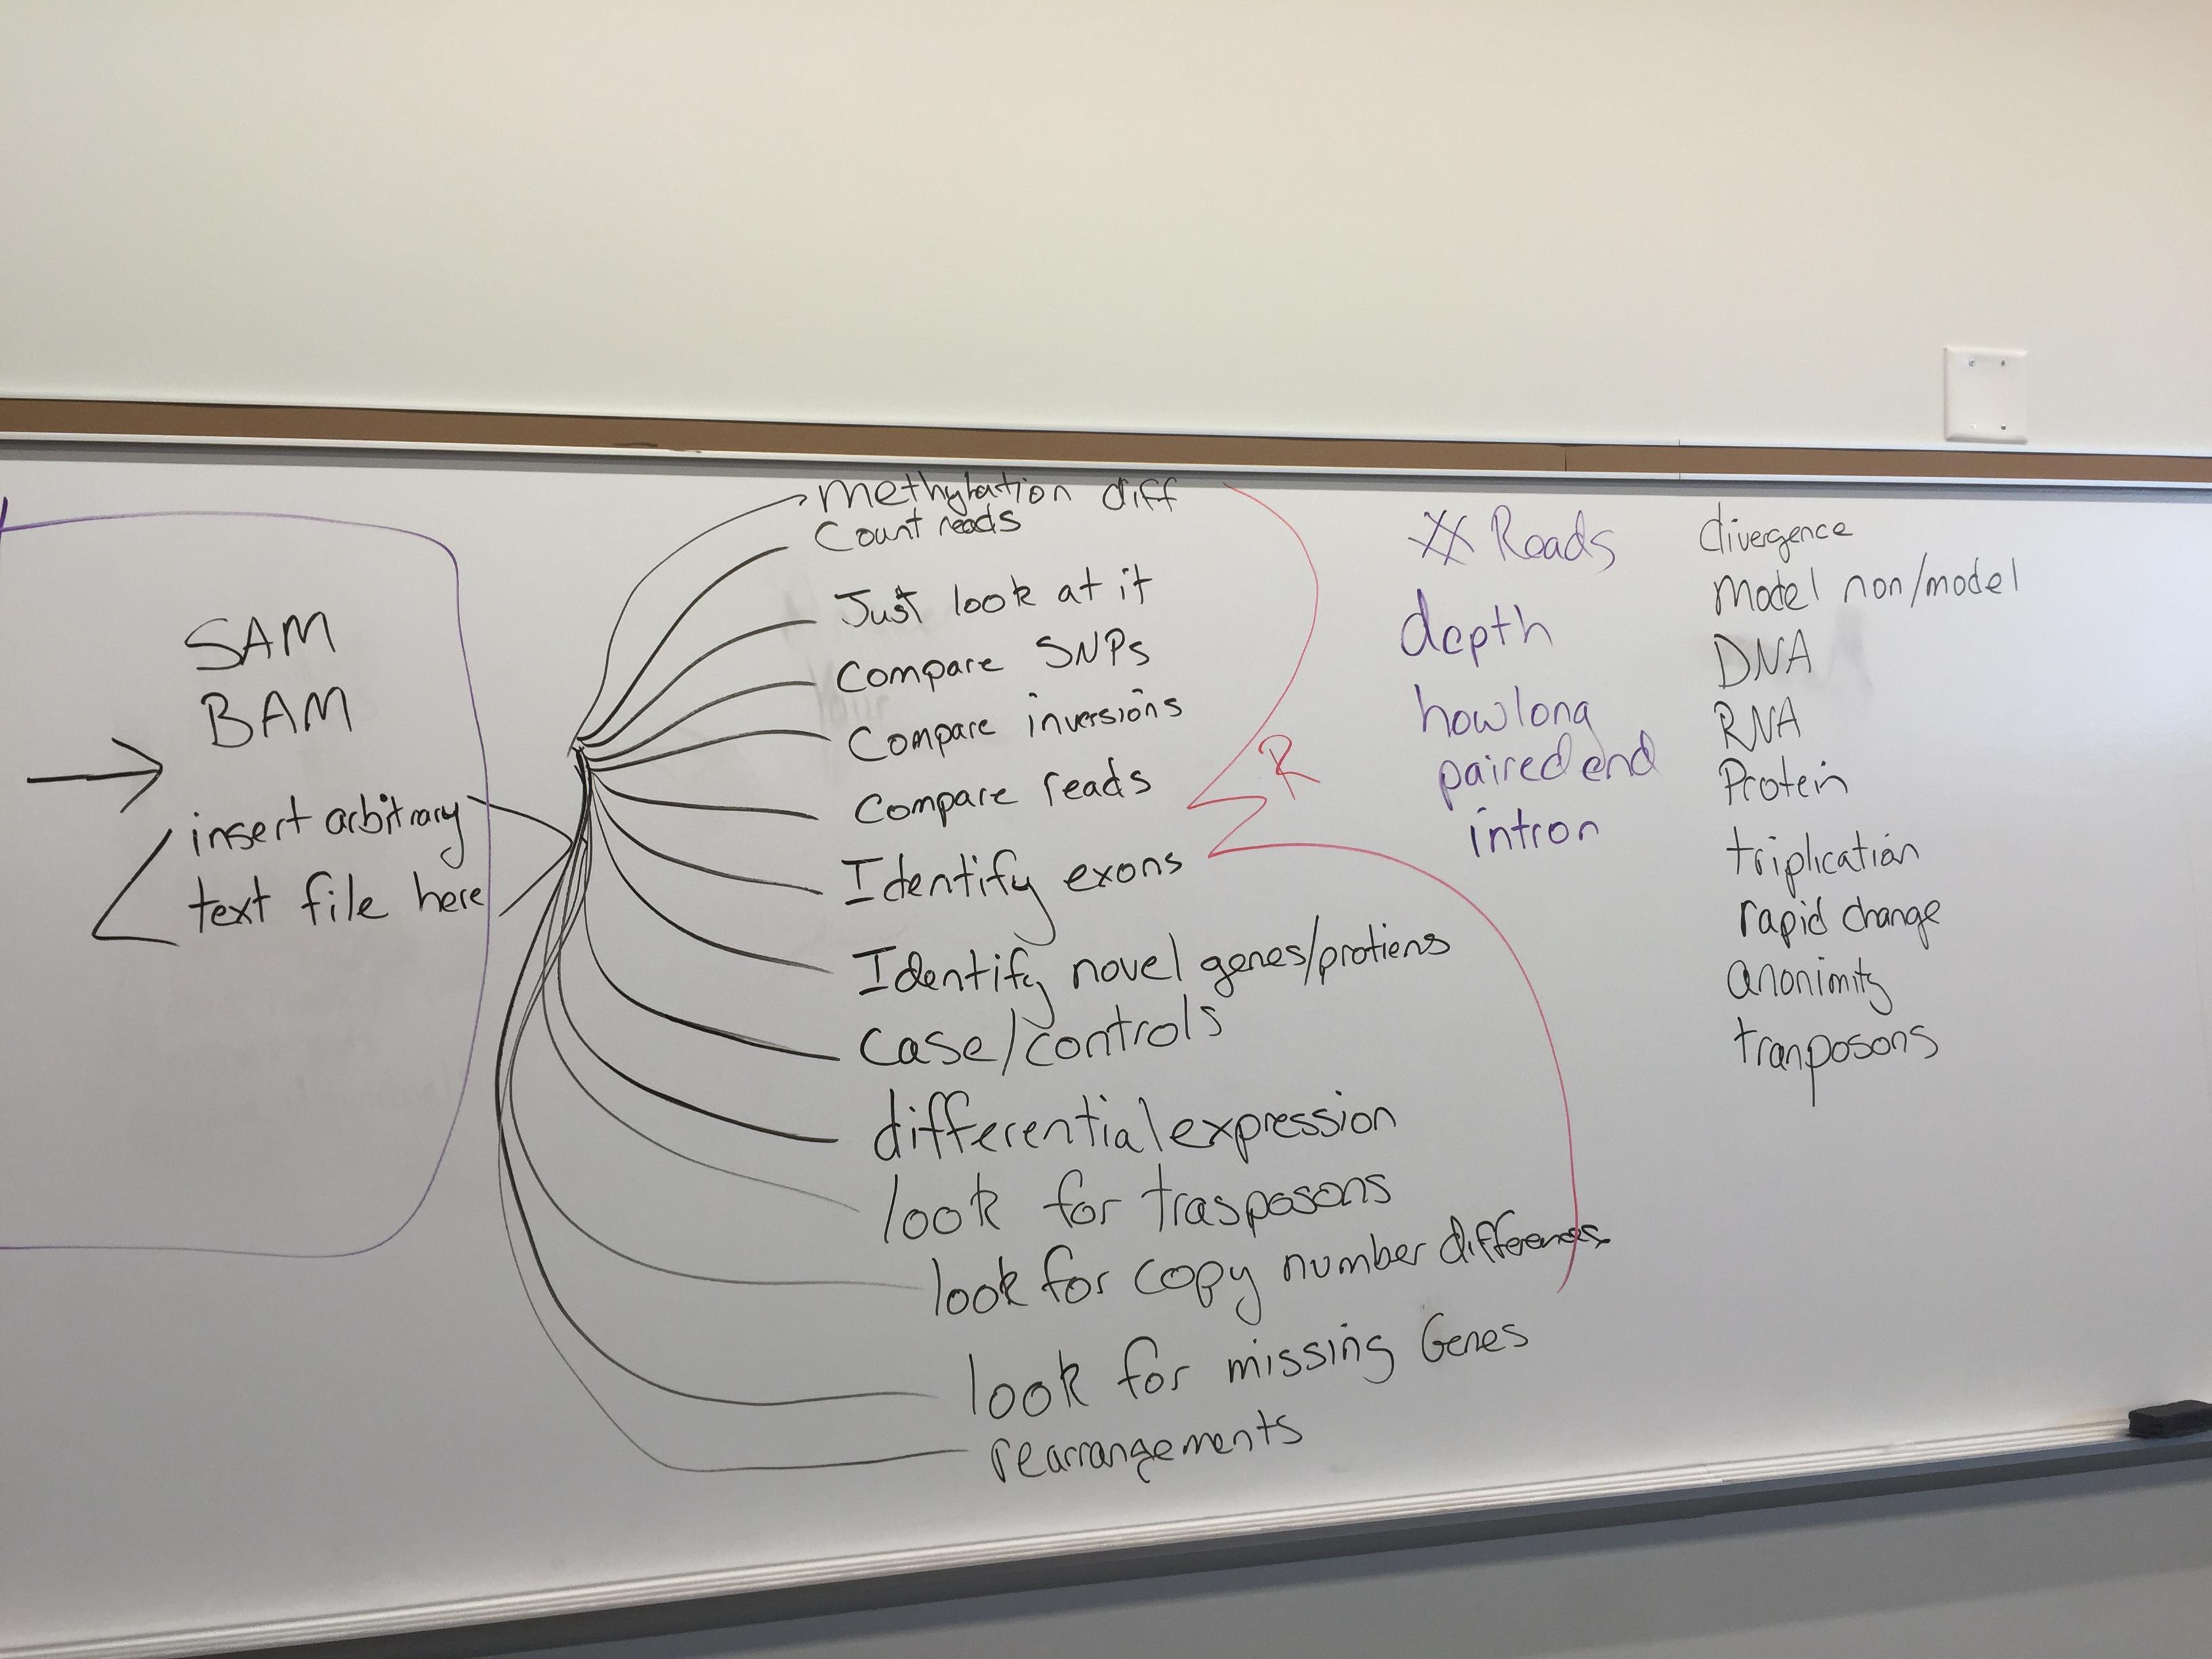 SAM
BAM
insert arbitrary
text file here
methylation diff
Count reads
Just look at it
Compare SNPs
Compare inversions
Compare reads
Identify exons
Identify novel genes/protiens
Case/controls
differential expression
look for trasposons
look for copy number differences
look for missing Genes
rearrangements
R
# Reads
depth
how long
paired end
intron
divergence
Model non/model
DNA
RNA
Protein
triplication
rapid change
anonimity
tranposons